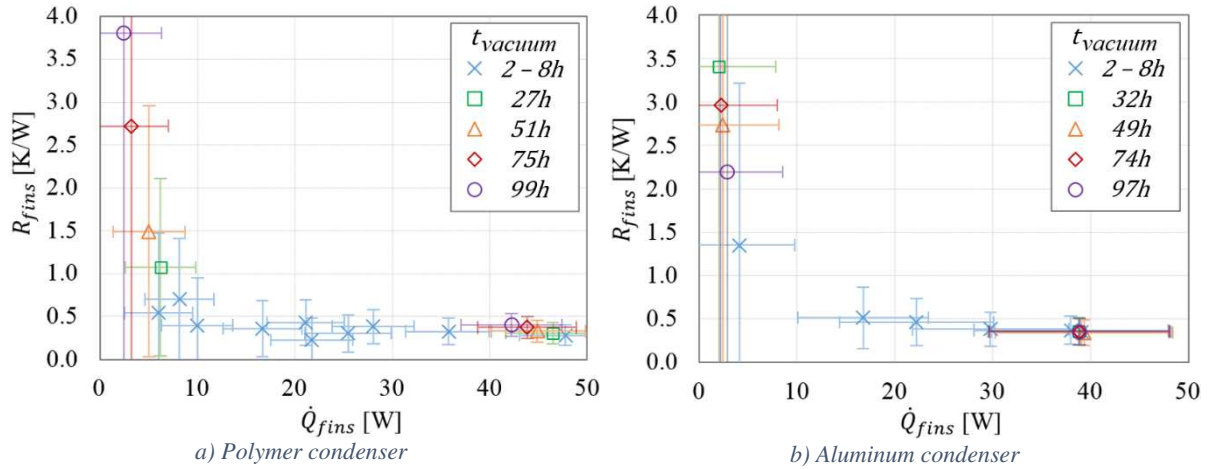 4.0
3.5
3.0
2.5
2.0
1.5
1.0
0.5
0.0
R_fins [K/W]
0 10 20 30 40 50
Q̇_fins [W]
t_vacuum
2 – 8h
27h
51h
75h
99h
a) Polymer condenser
4.0
3.5
3.0
2.5
2.0
1.5
1.0
0.5
0.0
R_fins [K/W]
0 10 20 30 40 50
Q̇_fins [W]
t_vacuum
2 – 8h
32h
49h
74h
97h
b) Aluminum condenser